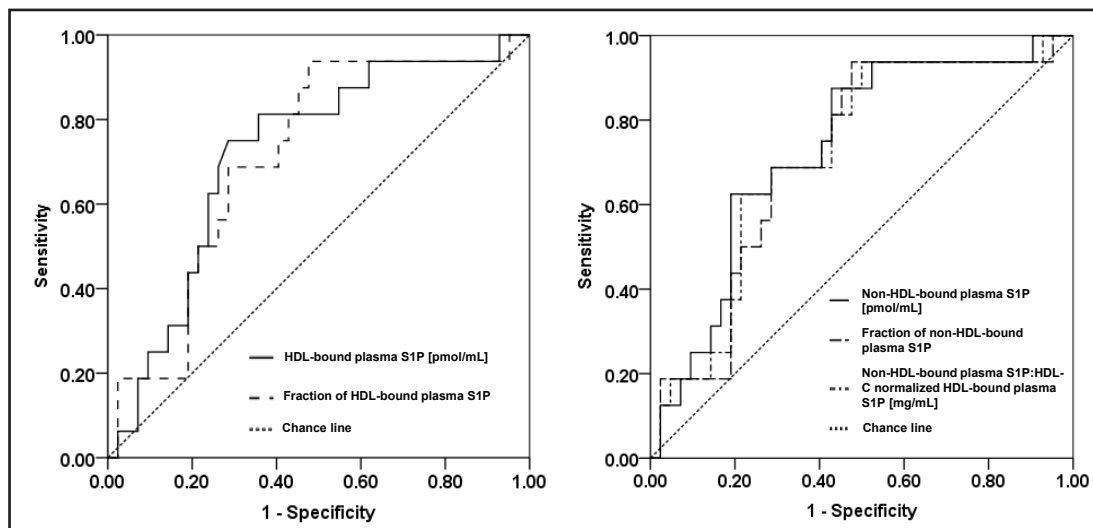 1.00
0.80
0.60
0.40
0.20
0.00
Sensitivity
0.00 0.20 0.40 0.60 0.80 1.00
1 - Specificity
HDL-bound plasma S1P [pmol/mL]
Fraction of HDL-bound plasma S1P
Chance line
1.00
0.80
0.60
0.40
0.20
0.00
Sensitivity
0.00 0.20 0.40 0.60 0.80 1.00
1 - Specificity
Non-HDL-bound plasma S1P
[pmol/mL]
Fraction of non-HDL-bound
plasma S1P
Non-HDL-bound plasma S1P:HDL-
C normalized HDL-bound plasma
S1P [mg/mL]
Chance line